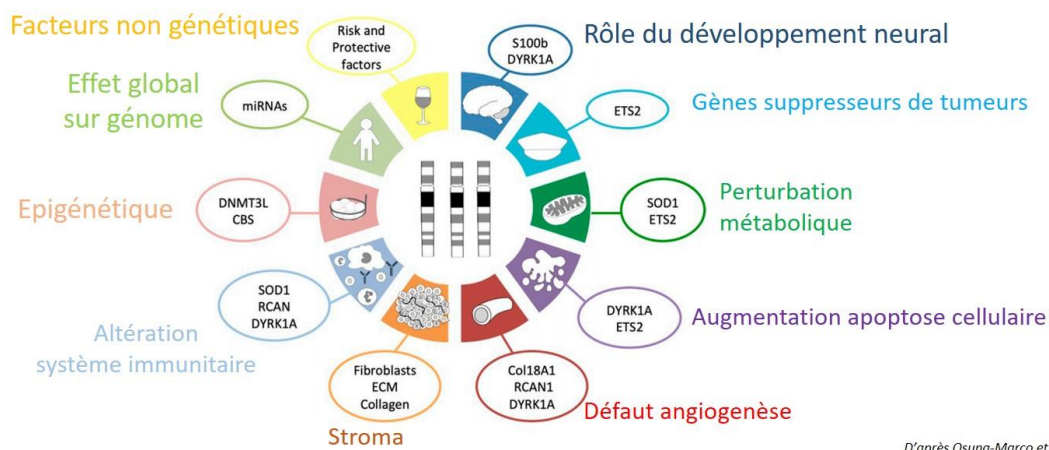 Facteurs non génétiques
Risk and
Protective
factors
S100b
DYRK1A
Rôle du développement neural
Effet global
sur génome
miRNAs
ETS2
Gènes suppresseurs de tumeurs
Epigénétique
DNMT3L
CBS
SOD1
ETS2
Perturbation
métabolique
SOD1
RCAN
DYRK1A
Altération
système immunitaire
DYRK1A
ETS2
Augmentation apoptose cellulaire
Fibroblasts
ECM
Collagen
Stroma
Col18A1
RCAN1
DYRK1A
Défaut angiogenèse
D'après Osuna-Marco et